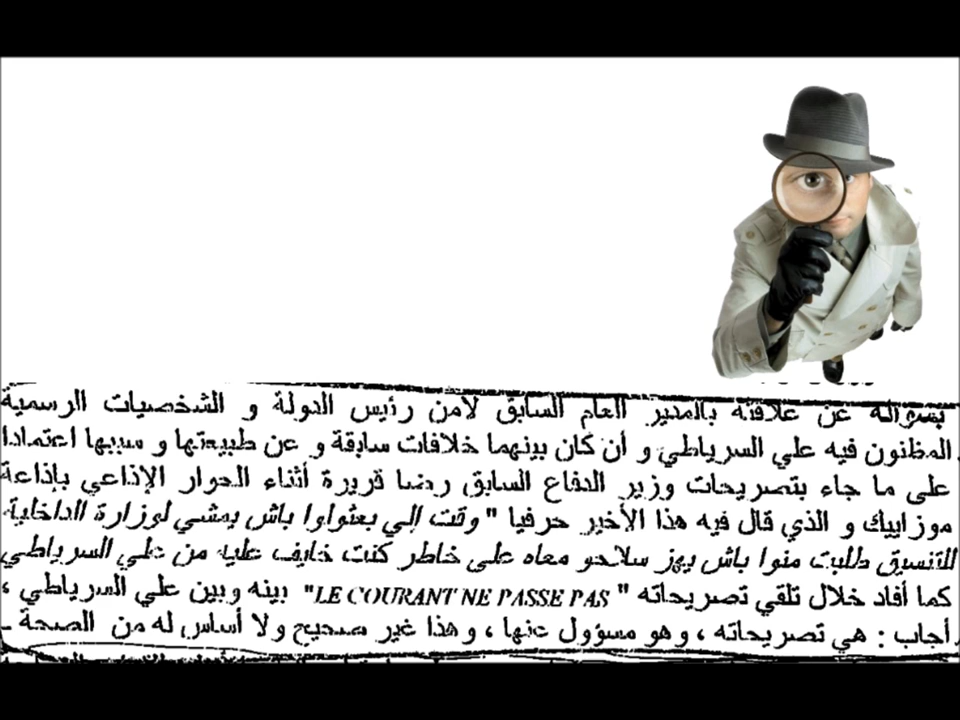 بسؤاله عن علاقته بالمدير العام السابق لامن رئيس الدولة و الشخصيات الرسمية
المظنون فيه علي السرياطي و أن كان بينهما خلافات سابقة و عن طبيعتها و سببها اعتمادا
على ما جاء بتصريحات وزير الدفاع السابق رضا قريرة أثناء الحوار الإذاعي بإذاعة
موزاييك و الذي قال فيه هذا الأخير حرفيا " وقت إلي بعثولوا باش يمشي لوزارة الداخلية
للتنسيق طلبت منوا باش يهز سلاحو معاه على خاطر كنت خايف عليه من علي السرياطي
كما أفاد خلال تلقي تصريحاته " LE COURANT NE PASSE PAS" بينه وبين علي السرياطي ،
أجاب : هي تصريحاته ، وهو مسؤول عنها ، وهذا غير صحيح ولا أساس له من الصحة ـ